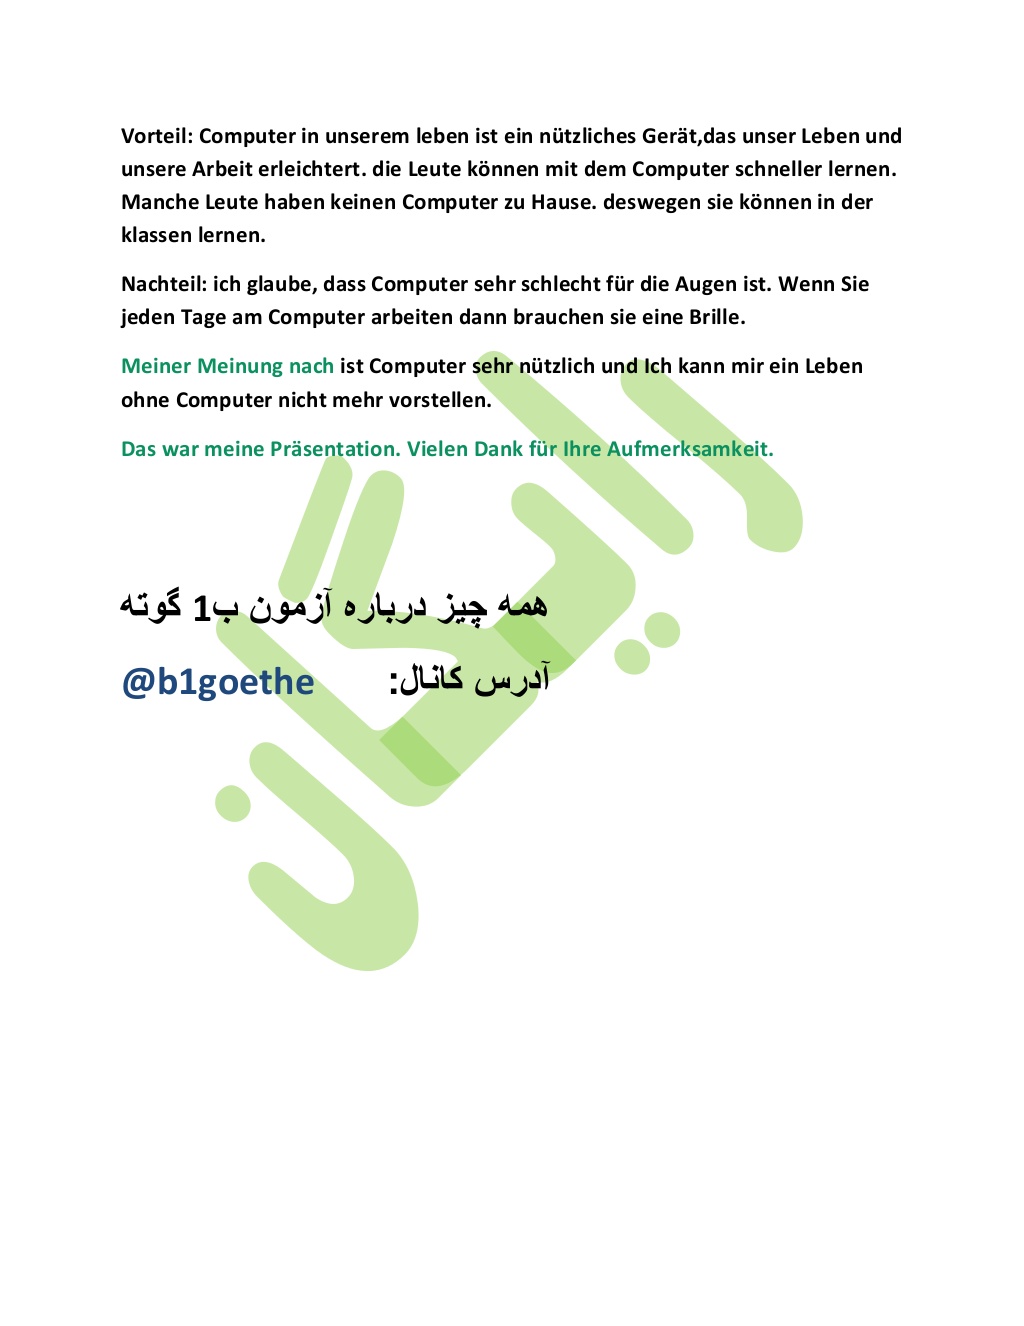 Vorteil: Computer in unserem leben ist ein nützliches Gerät,das unser Leben und
unsere Arbeit erleichtert. die Leute können mit dem Computer schneller lernen.
Manche Leute haben keinen Computer zu Hause. deswegen sie können in der
klassen lernen.
Nachteil: ich glaube, dass Computer sehr schlecht für die Augen ist. Wenn Sie
jeden Tage am Computer arbeiten dann brauchen sie eine Brille.
Meiner Meinung nach ist Computer sehr nützlich und Ich kann mir ein Leben
ohne Computer nicht mehr vorstellen.
Das war meine Präsentation. Vielen Dank für Ihre Aufmerksamkeit.
همه چیز درباره آزمون ب1 گوته
آدرس کانال: @b1goethe
رایگان